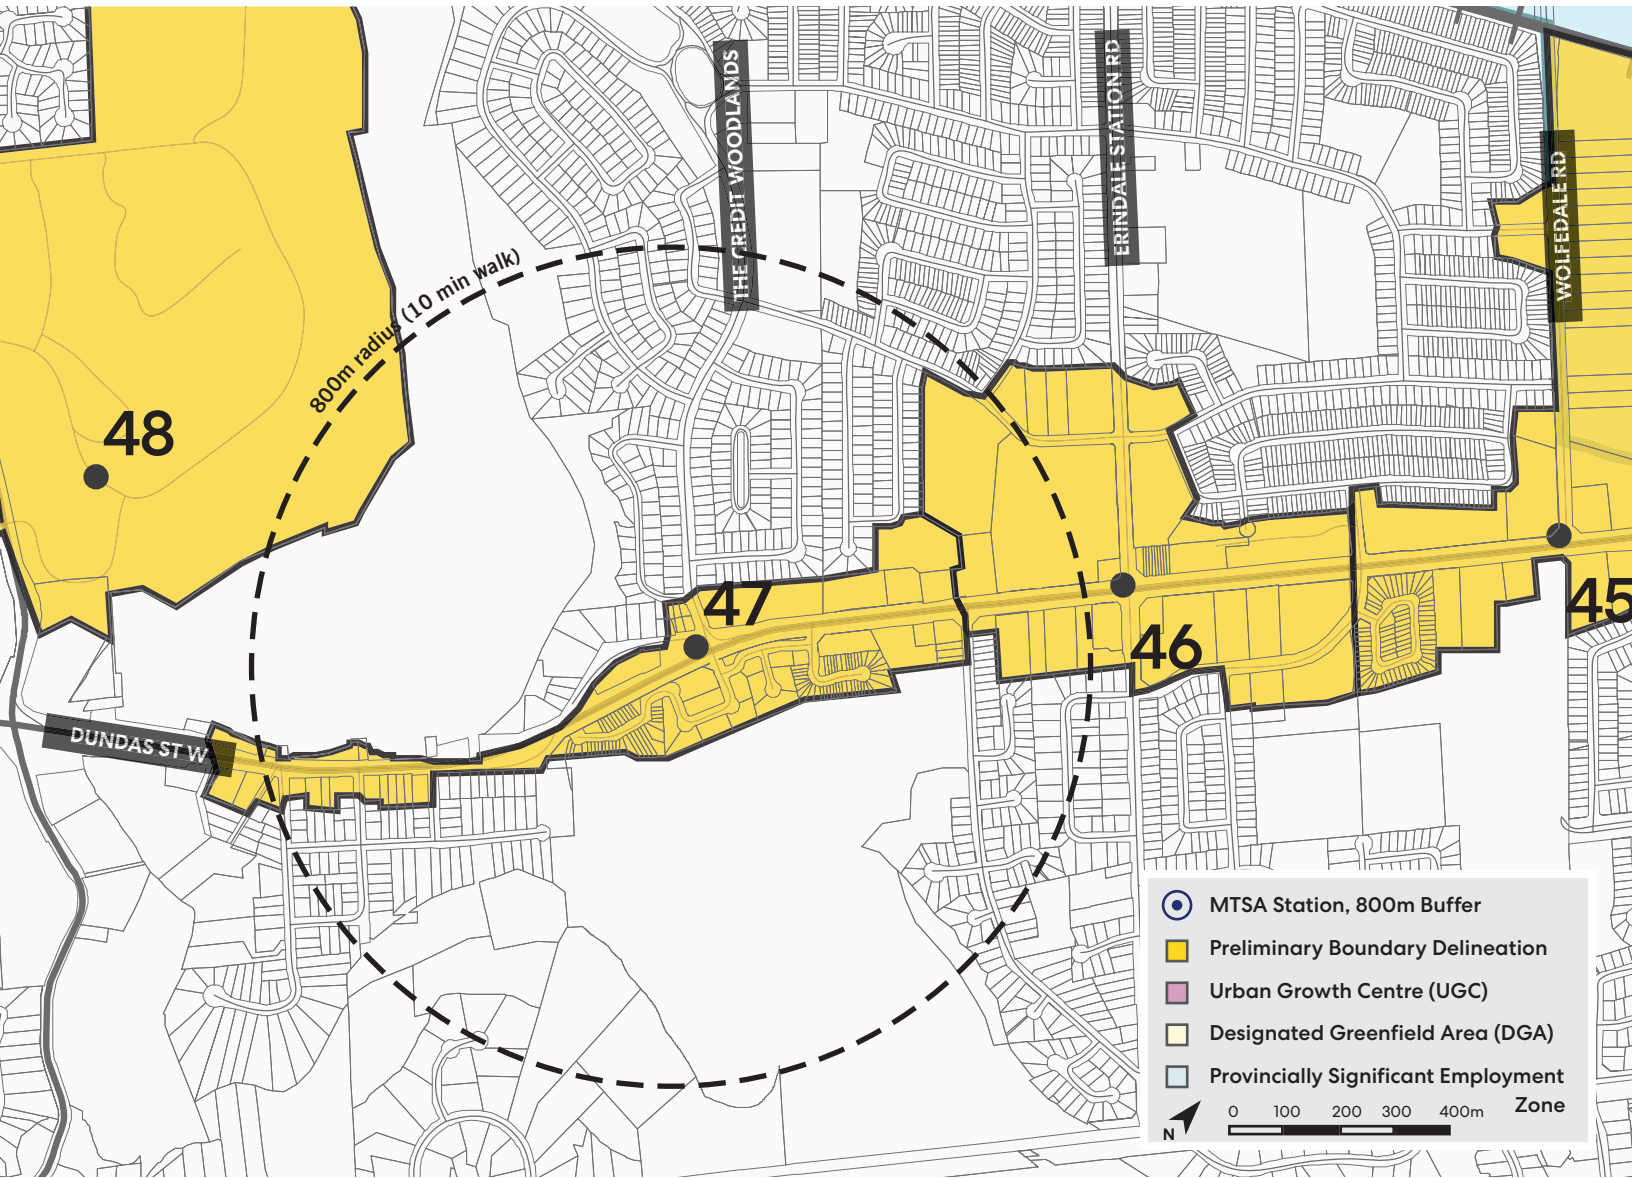 THE CREDIT WOODLANDS
ERINDALE STATION RD
WOLFEDALE RD
800m radius (10 min walk)
48
47
46
45
DUNDAS ST W
MTSA Station, 800m Buffer
Preliminary Boundary Delineation
Urban Growth Centre (UGC)
Designated Greenfield Area (DGA)
Provincially Significant Employment
Zone
N
0 100 200 300 400m